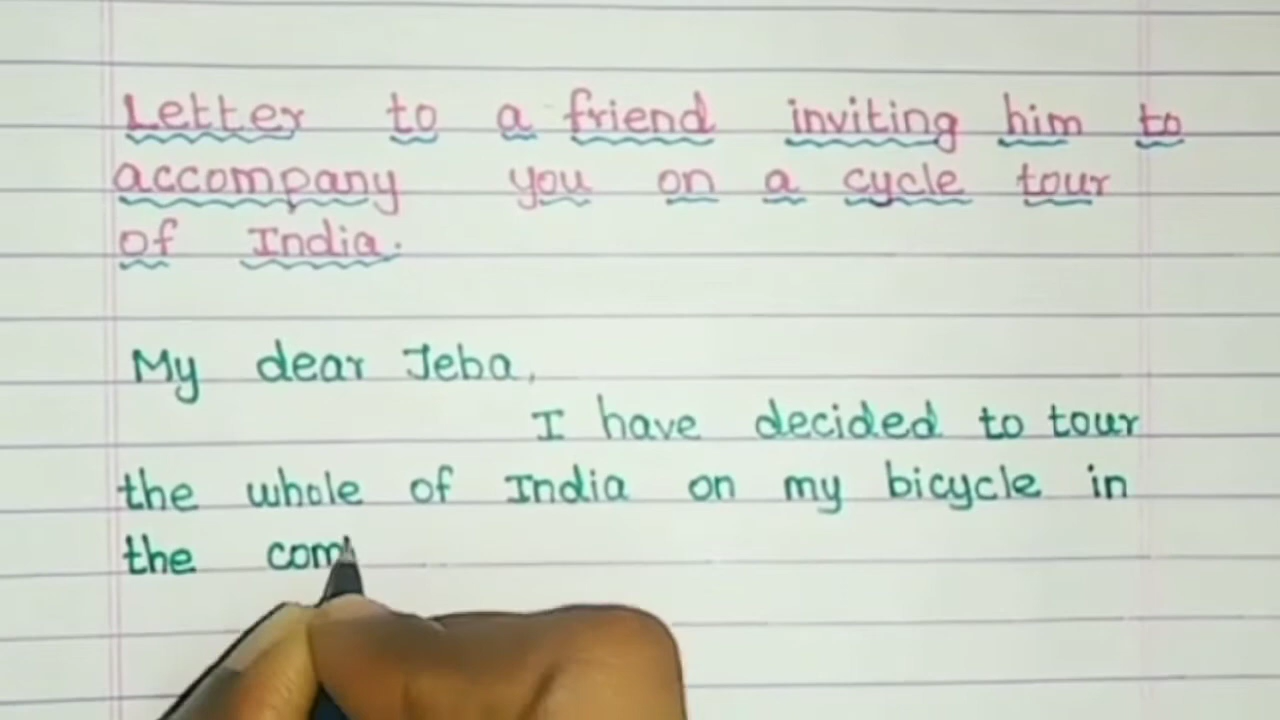 Letter to a friend inviting him to
accompany you on a cycle tour
of India.
My dear Jeba,
I have decided to tour
the whole of India on my bicycle in
the com